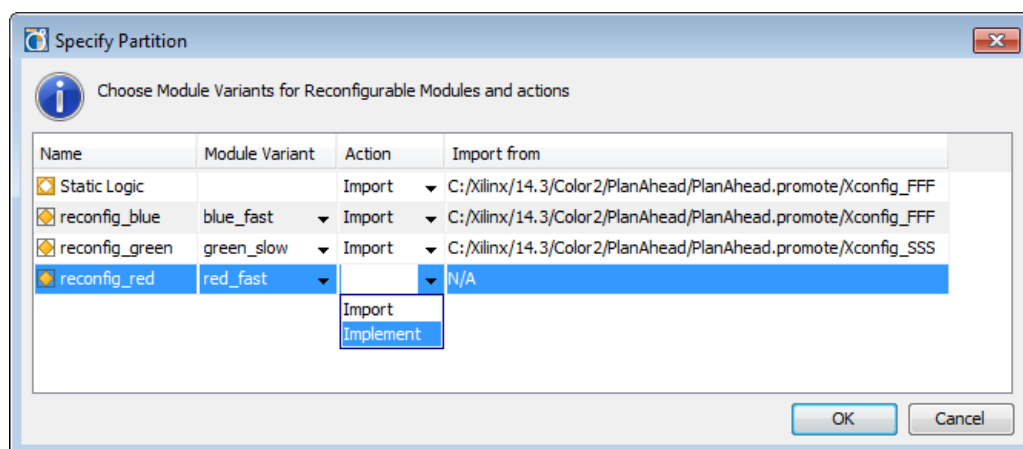 Specify Partition
Choose Module Variants for Reconfigurable Modules and actions
Name Module Variant Action Import from
Static Logic Import C:/Xilinx/14.3/Color2/PlanAhead/PlanAhead.promote/Xconfig_FFF
reconfig_blue blue_fast Import C:/Xilinx/14.3/Color2/PlanAhead/PlanAhead.promote/Xconfig_FFF
reconfig_green green_slow Import C:/Xilinx/14.3/Color2/PlanAhead/PlanAhead.promote/Xconfig_SSS
reconfig_red red_fast N/A
Import
Implement
OK Cancel